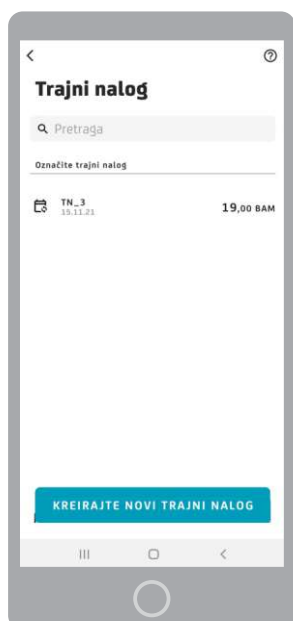 Trajni nalog
Pretraga
Označite trajni nalog
TN_3
19,00 BAM
15.11.21
KREIRAJTE NOVI TRAJNI NALOG